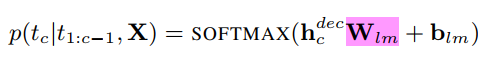 p(t_c|t_{1:c−1}, X) = SOFTMAX(h_c^{dec} W_{lm} + b_{lm})